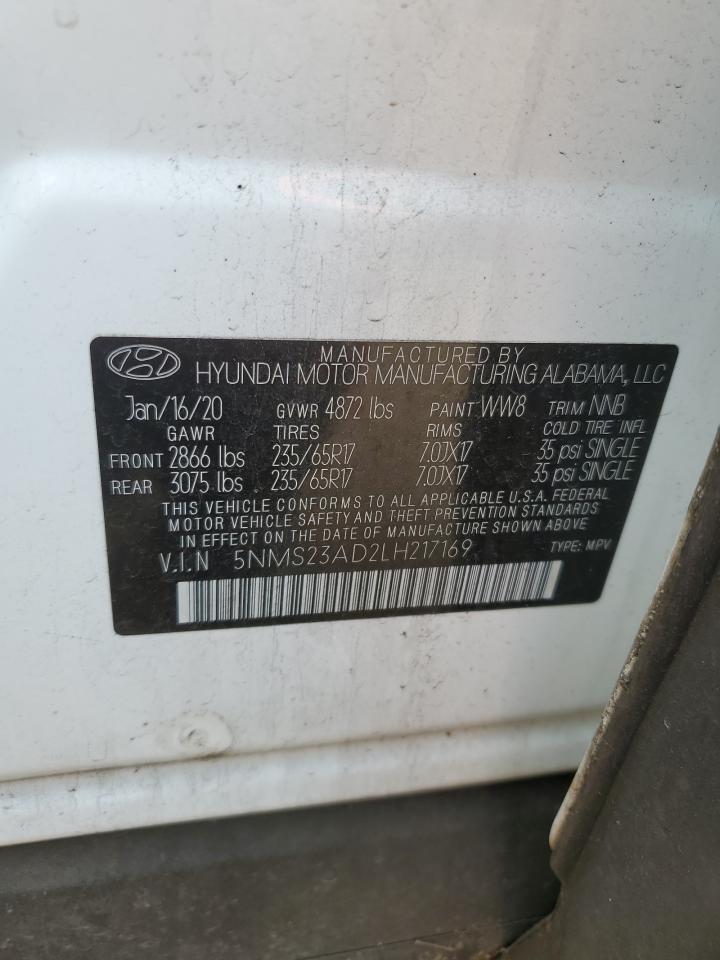 MANUFACTURED BY
HYUNDAI MOTOR MANUFACTURING ALABAMA, LLC
Jan/16/20 GVWR 4872 lbs PAINT WW8 TRIM NNB
GAWR TIRES RIMS COLD TIRE INFL
FRONT 2866 lbs 235/65R17 7.0JX17 35 psi SINGLE
REAR 3075 lbs 235/65R17 7.0JX17 35 psi SINGLE
THIS VEHICLE CONFORMS TO ALL APPLICABLE U.S.A. FEDERAL
MOTOR VEHICLE SAFETY AND THEFT PREVENTION STANDARDS
IN EFFECT ON THE DATE OF MANUFACTURE SHOWN ABOVE
V.I.N 5NMS23AD2LH217169 TYPE: MPV